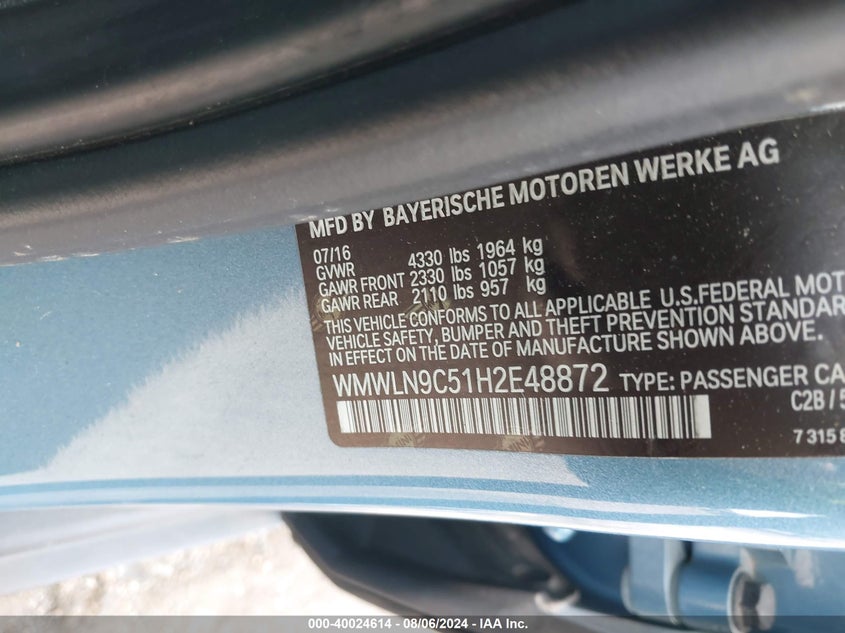 MFD BY BAYERISCHE MOTOREN WERKE AG
07/16
GVWR 4330 lbs 1964 kg
GAWR FRONT 2330 lbs 1057 kg
GAWR REAR 2110 lbs 957 kg
THIS VEHICLE CONFORMS TO ALL APPLICABLE U.S.FEDERAL MOT
VEHICLE SAFETY, BUMPER AND THEFT PREVENTION STANDAR
IN EFFECT ON THE DATE OF MANUFACTURE SHOWN ABOVE.
WMWLN9C51H2E48872 TYPE: PASSENGER CA
C2B / 5
7 315 8
000-40024614 - 08/06/2024 - IAA Inc.